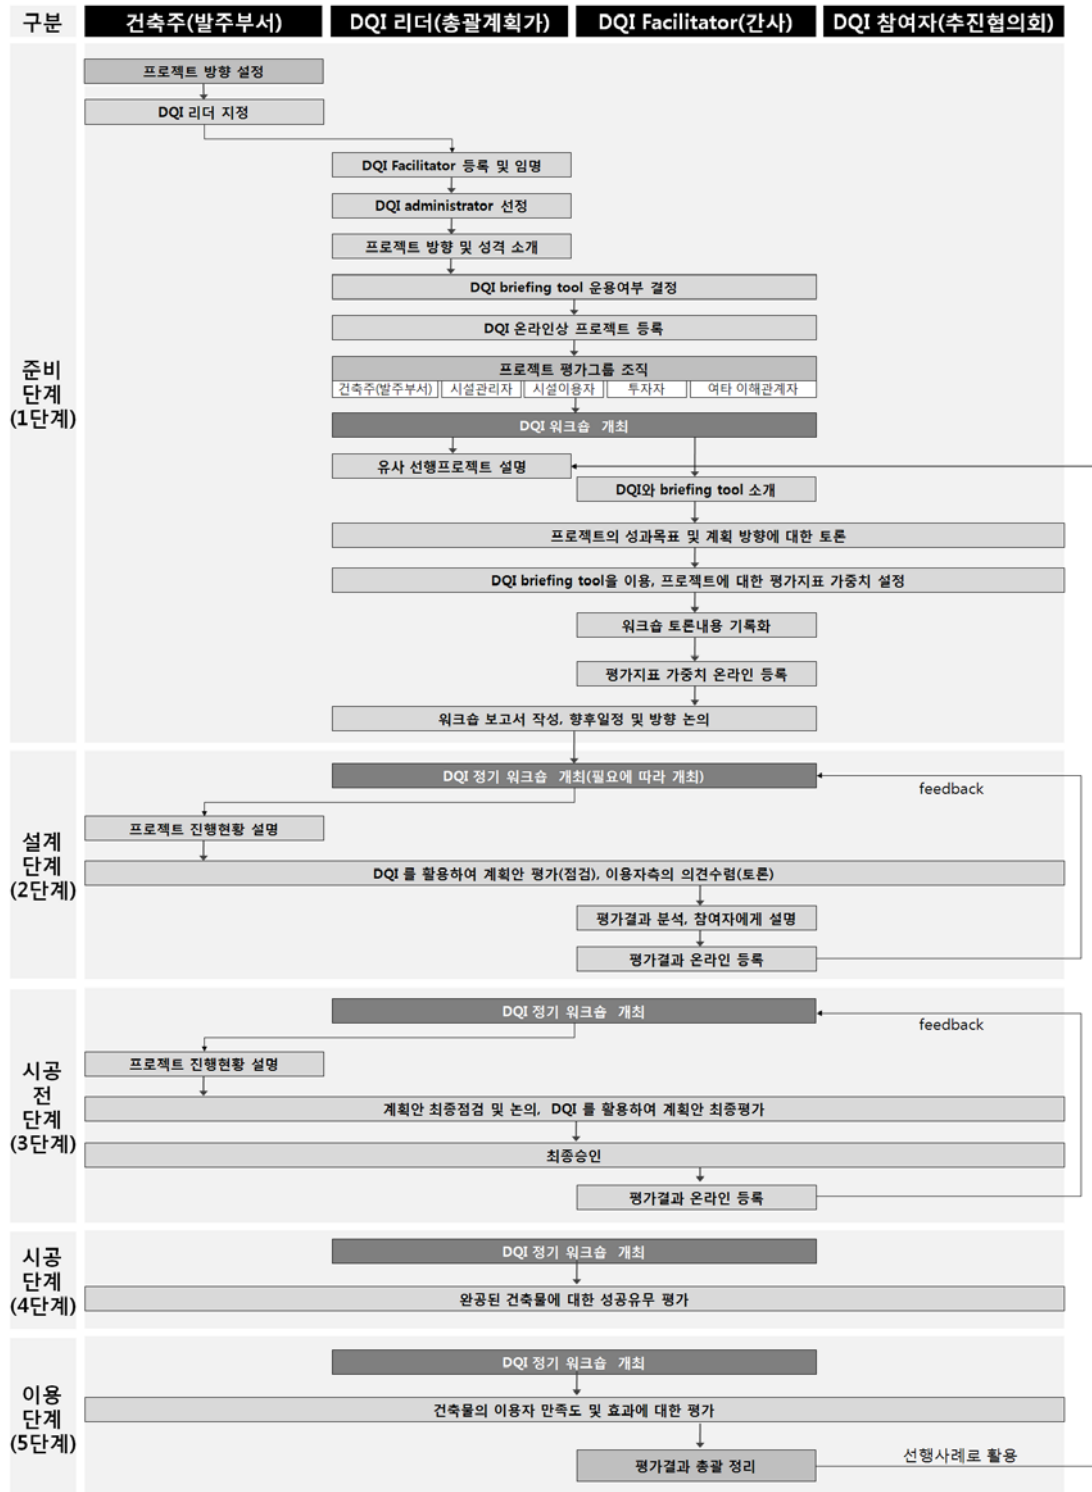 구분
건축주(발주부서)
DQI 리더(총괄계획가)
DQI Facilitator(간사)
DQI 참여자(추진협의회)
준비
단계
(1단계)
프로젝트 방향 설정
DQI 리더 지정
DQI Facilitator 등록 및 임명
DQI administrator 선정
프로젝트 방향 및 성격 소개
DQI briefing tool 운용여부 결정
DQI 온라인상 프로젝트 등록
프로젝트 평가그룹 조직
건축주(발주부서)
시설관리자
시설이용자
투자자
여타 이해관계자
DQI 워크숍 개최
유사 선행프로젝트 설명
DQI와 briefing tool 소개
프로젝트의 성과목표 및 계획 방향에 대한 토론
DQI briefing tool을 이용, 프로젝트에 대한 평가지표 가중치 설정
워크숍 토론내용 기록화
평가지표 가중치 온라인 등록
워크숍 보고서 작성, 향후일정 및 방향 논의
설계
단계
(2단계)
DQI 정기 워크숍 개최(필요에 따라 개최)
feedback
프로젝트 진행현황 설명
DQI 를 활용하여 계획안 평가(점검), 이용자측의 의견수렴(토론)
평가결과 분석, 참여자에게 설명
평가결과 온라인 등록
시공
전
단계
(3단계)
DQI 정기 워크숍 개최
feedback
프로젝트 진행현황 설명
계획안 최종점검 및 논의, DQI 를 활용하여 계획안 최종평가
최종승인
평가결과 온라인 등록
시공
단계
(4단계)
DQI 정기 워크숍 개최
완공된 건축물에 대한 성공유무 평가
이용
단계
(5단계)
DQI 정기 워크숍 개최
건축물의 이용자 만족도 및 효과에 대한 평가
평가결과 총괄 정리
선행사례로 활용